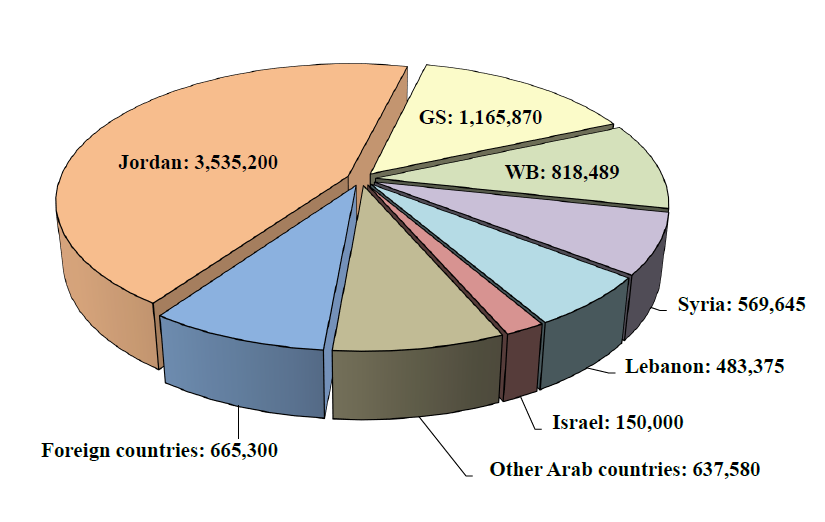 GS: 1,165,870
Jordan: 3,535,200
WB: 818,489
Syria: 569,645
Lebanon: 483,375
Israel: 150,000
Foreign countries: 665,300
Other Arab countries: 637,580